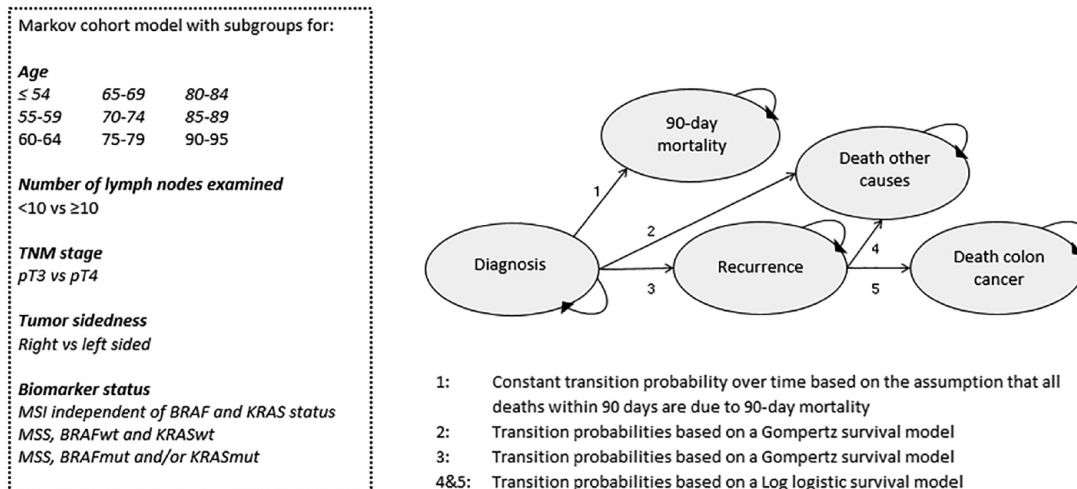 Markov cohort model with subgroups for:
Age
≤ 54 65-69 80-84
55-59 70-74 85-89
60-64 75-79 90-95
Number of lymph nodes examined
<10 vs ≥10
TNM stage
pT3 vs pT4
Tumor sidedness
Right vs left sided
Biomarker status
MSI independent of BRAF and KRAS status
MSS, BRAFwt and KRASwt
MSS, BRAFmut and/or KRASmut
90-day
mortality
Death other
causes
1
2
Diagnosis
3
Recurrence
4
5
Death colon
cancer
1: Constant transition probability over time based on the assumption that all
deaths within 90 days are due to 90-day mortality
2: Transition probabilities based on a Gompertz survival model
3: Transition probabilities based on a Gompertz survival model
4&5: Transition probabilities based on a Log logistic survival model